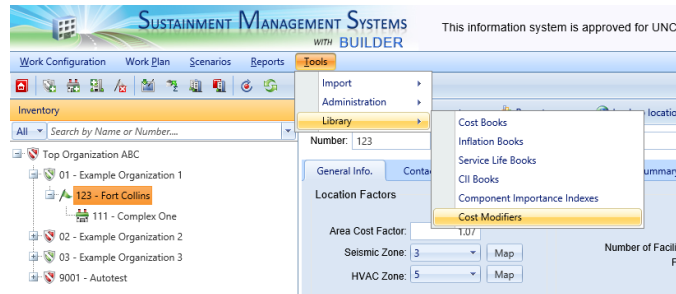 SUSTAINMENT MANAGEMENT SYSTEMS
WITH BUILDER
This information system is approved for UNC
Work Configuration Work Plan Scenarios Reports Tools
Import
Administration
Library
Inventory
All Search by Name or Number....
Number: 123
Cost Books
Inflation Books
Service Life Books
CII Books
Component Importance Indexes
Cost Modifiers
Top Organization ABC
01 - Example Organization 1
123 - Fort Collins
111 - Complex One
02 - Example Organization 2
03 - Example Organization 3
9001 - Autotest
General Info. Conta
Location Factors
Area Cost Factor: 1.07
Seismic Zone: 3 Map
HVAC Zone: 5 Map
Number of Facili